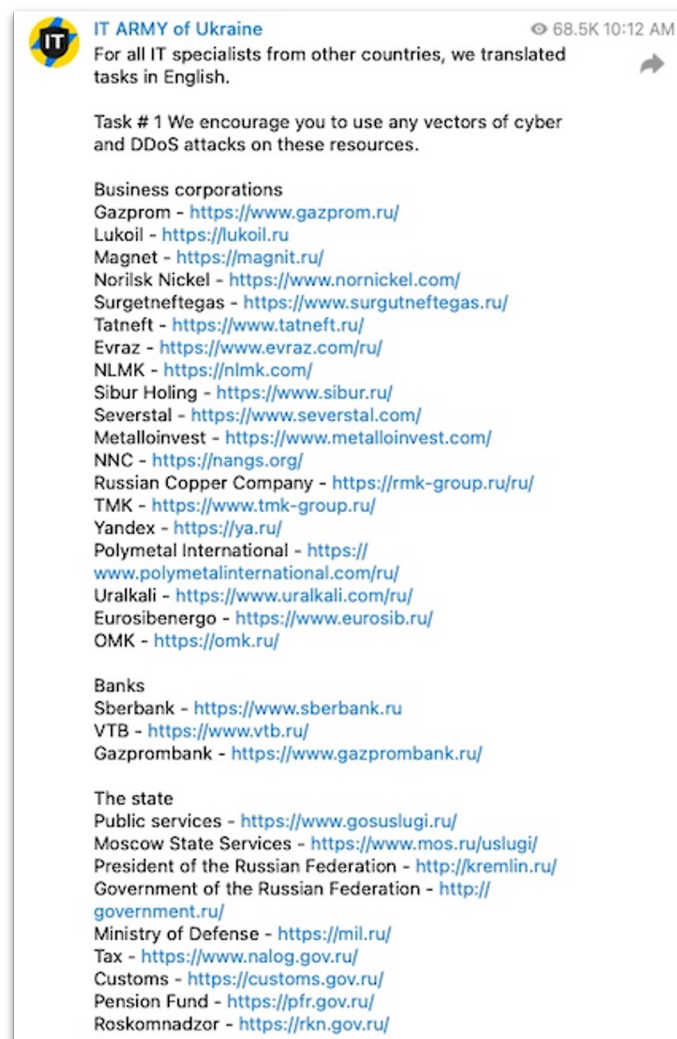 IT ARMY of Ukraine 68.5K 10:12 AM
IT
For all IT specialists from other countries, we translated
tasks in English.
Task # 1 We encourage you to use any vectors of cyber
and DDoS attacks on these resources.
Business corporations
Gazprom - https://www.gazprom.ru/
Lukoil - https://lukoil.ru
Magnet - https://magnit.ru/
Norilsk Nickel - https://www.nornickel.com/
Surgetneftegas - https://www.surgutneftegas.ru/
Tatneft - https://www.tatneft.ru/
Evraz - https://www.evraz.com/ru/
NLMK - https://nlmk.com/
Sibur Holing - https://www.sibur.ru/
Severstal - https://www.severstal.com/
Metalloinvest - https://www.metalloinvest.com/
NNC - https://nangs.org/
Russian Copper Company - https://rmk-group.ru/ru/
TMK - https://www.tmk-group.ru/
Yandex - https://ya.ru/
Polymetal International - https://
www.polymetalinternational.com/ru/
Uralkali - https://www.uralkali.com/ru/
Eurosibenergo - https://www.eurosib.ru/
OMK - https://omk.ru/
Banks
Sberbank - https://www.sberbank.ru
VTB - https://www.vtb.ru/
Gazprombank - https://www.gazprombank.ru/
The state
Public services - https://www.gosuslugi.ru/
Moscow State Services - https://www.mos.ru/uslugi/
President of the Russian Federation - http://kremlin.ru/
Government of the Russian Federation - http://
government.ru/
Ministry of Defense - https://mil.ru/
Tax - https://www.nalog.gov.ru/
Customs - https://customs.gov.ru/
Pension Fund - https://pfr.gov.ru/
Roskomnadzor - https://rkn.gov.ru/